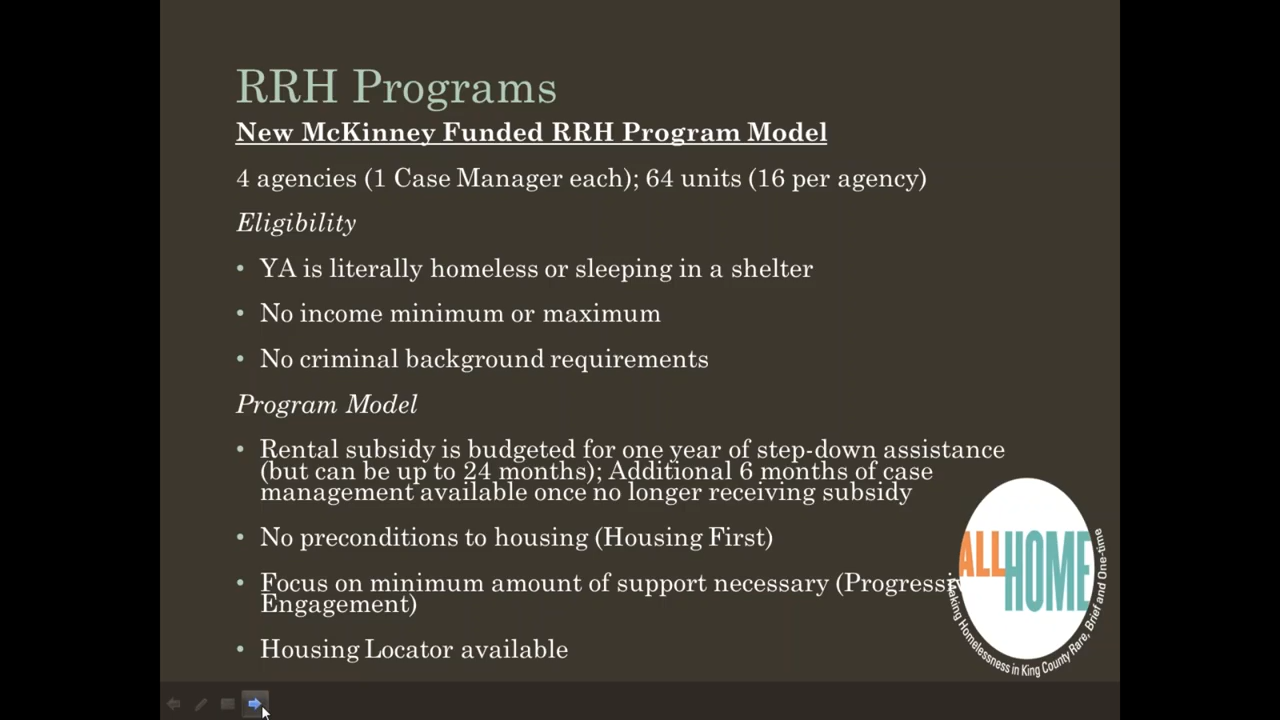 RRH Programs
New McKinney Funded RRH Program Model
4 agencies (1 Case Manager each); 64 units (16 per agency)
Eligibility
• YA is literally homeless or sleeping in a shelter
• No income minimum or maximum
• No criminal background requirements
Program Model
• Rental subsidy is budgeted for one year of step-down assistance
(but can be up to 24 months); Additional 6 months of case
management available once no longer receiving subsidy
• No preconditions to housing (Housing First)
• Focus on minimum amount of support necessary (Progressive
Engagement)
• Housing Locator available
ALL HOME
Making Homelessness in King County Rare, Brief and One-time